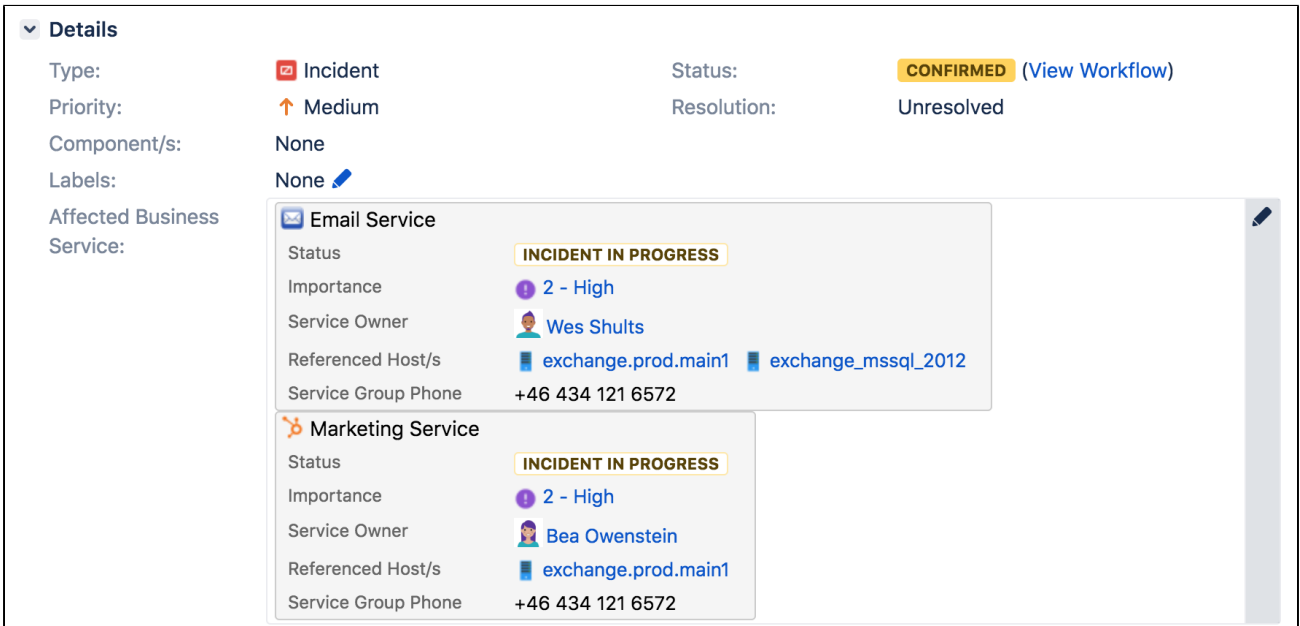 Details
Type: Incident Status: CONFIRMED (View Workflow)
Priority: Medium Resolution: Unresolved
Component/s: None
Labels: None
Affected Business Service:
Email Service
Status INCIDENT IN PROGRESS
Importance 2 - High
Service Owner Wes Shults
Referenced Host/s exchange.prod.main1 exchange_mssql_2012
Service Group Phone +46 434 121 6572
Marketing Service
Status INCIDENT IN PROGRESS
Importance 2 - High
Service Owner Bea Owenstein
Referenced Host/s exchange.prod.main1
Service Group Phone +46 434 121 6572